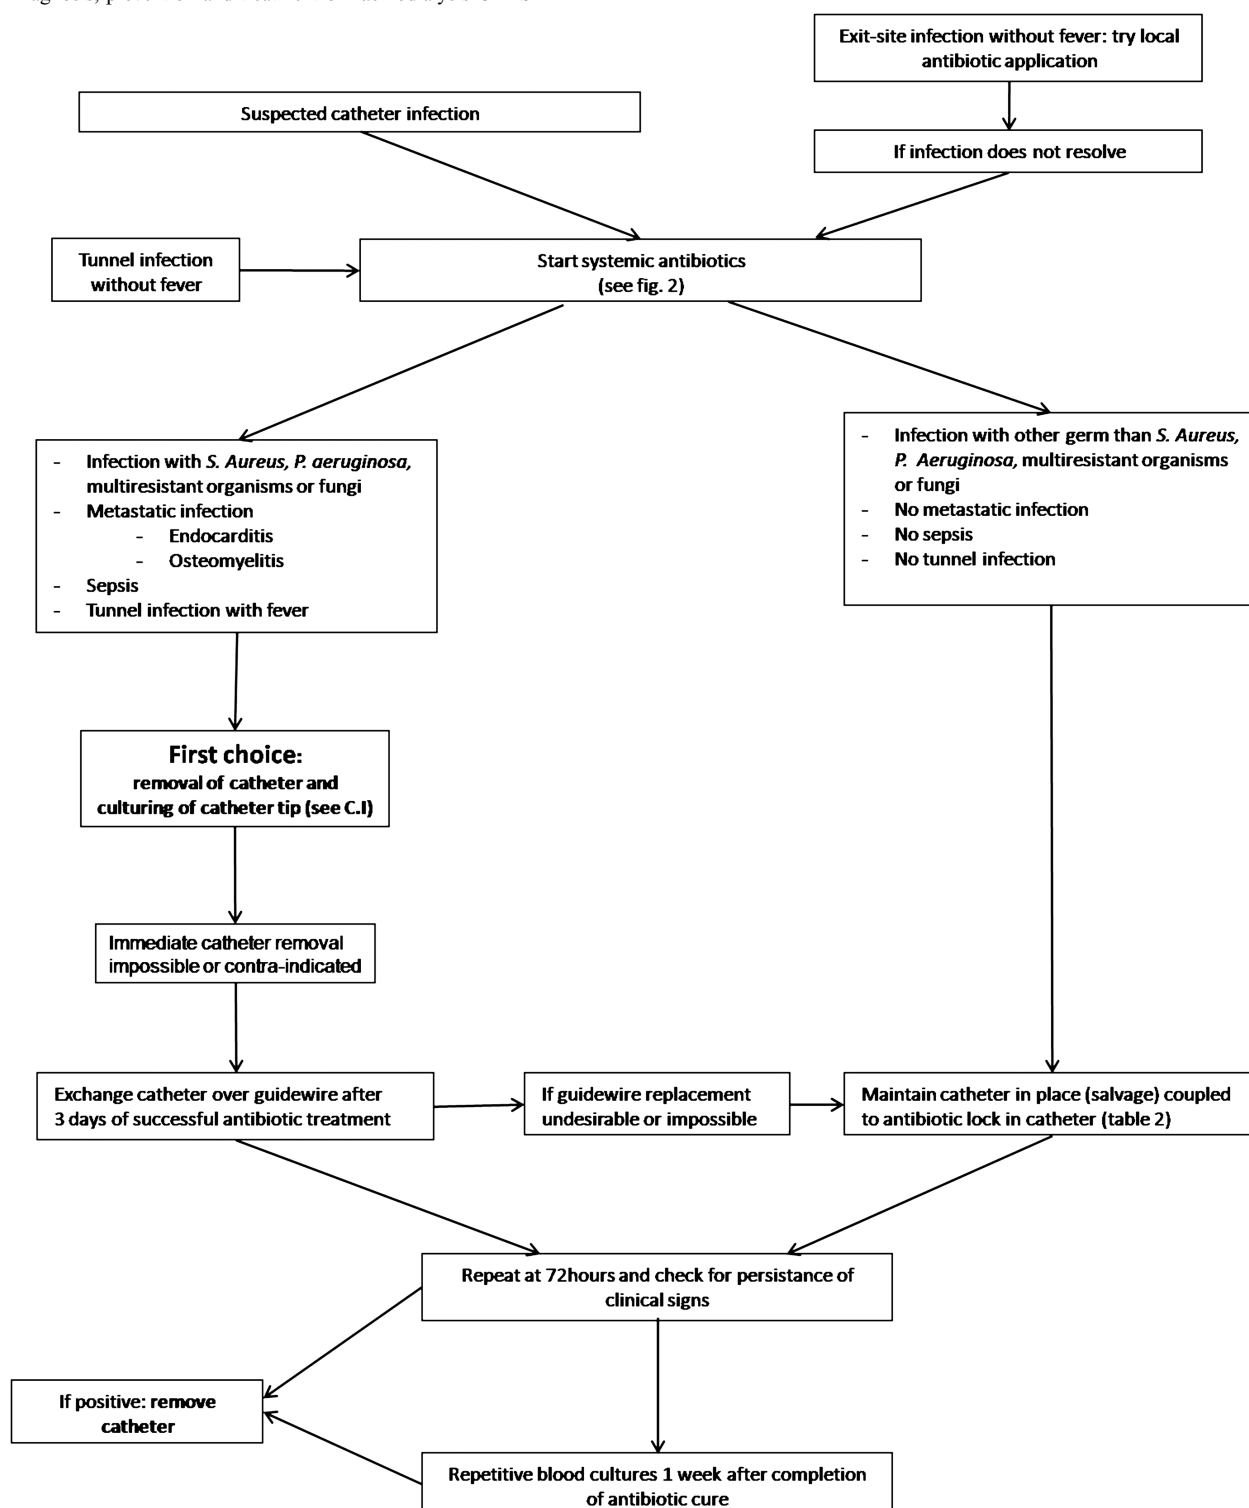 Exit-site infection without fever: try local
antibiotic application
Suspected catheter infection
If infection does not resolve
Tunnel infection
without fever
Start systemic antibiotics
(see fig. 2)
- Infection with S. Aureus, P. aeruginosa,
multiresistant organisms or fungi
- Metastatic infection
- Endocarditis
- Osteomyelitis
- Sepsis
- Tunnel infection with fever
- Infection with other germ than S. Aureus,
P. Aeruginosa, multiresistant organisms
or fungi
- No metastatic infection
- No sepsis
- No tunnel infection
First choice:
removal of catheter and
culturing of catheter tip (see C.I)
Immediate catheter removal
impossible or contra-indicated
Exchange catheter over guidewire after
3 days of successful antibiotic treatment
If guidewire replacement
undesirable or impossible
Maintain catheter in place (salvage) coupled
to antibiotic lock in catheter (table 2)
Repeat at 72hours and check for persistance of
clinical signs
If positive: remove
catheter
Repetitive blood cultures 1 week after completion
of antibiotic cure